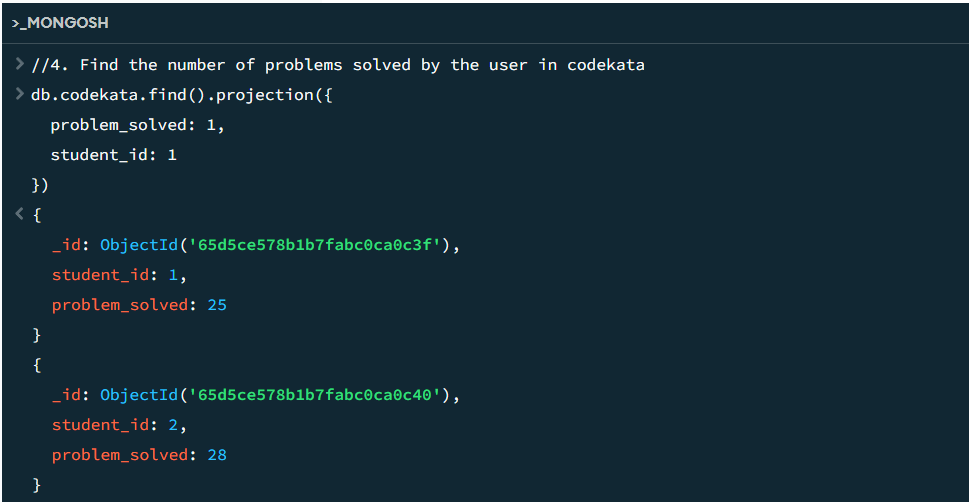 >_MONGOSH
> //4. Find the number of problems solved by the user in codekata
> db.codekata.find().projection({
problem_solved: 1,
student_id: 1
})
< {
_id: ObjectId('65d5ce578b1b7fabc0ca0c3f'),
student_id: 1,
problem_solved: 25
}
{
_id: ObjectId('65d5ce578b1b7fabc0ca0c40'),
student_id: 2,
problem_solved: 28
}